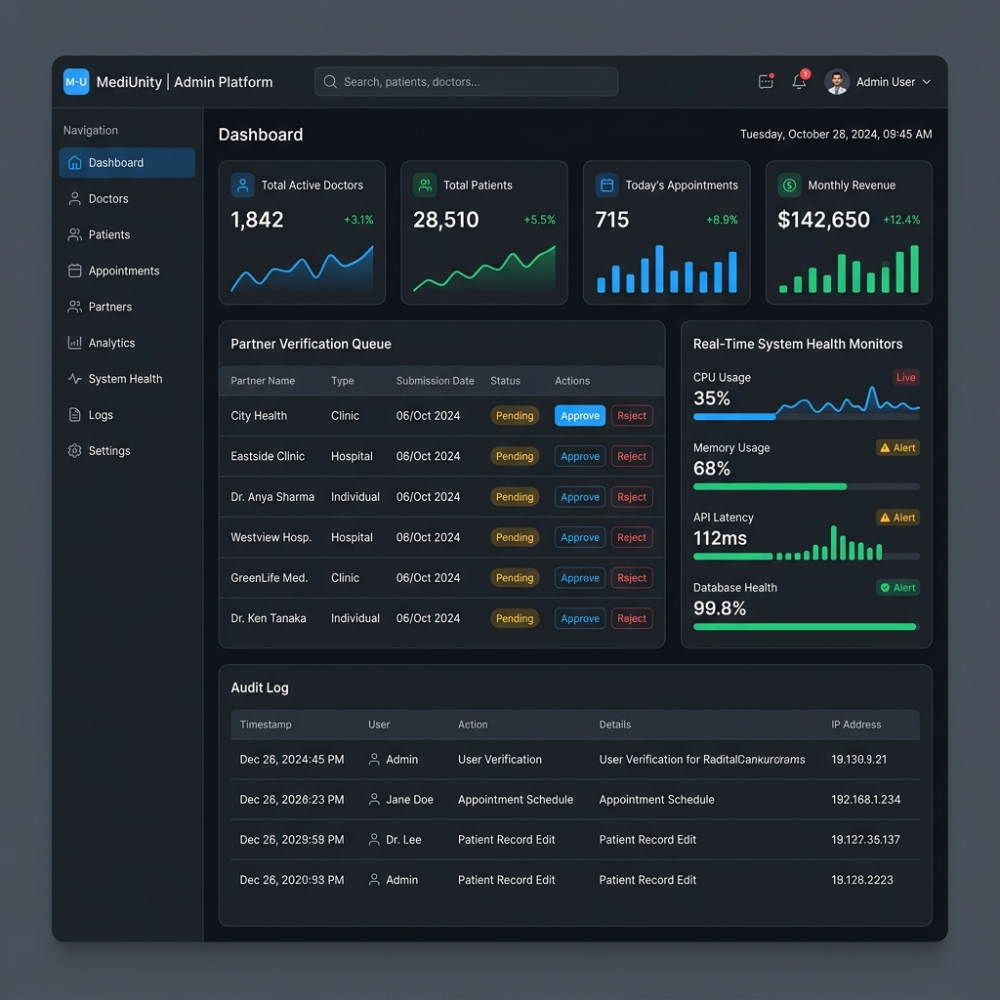 M-U MediUnity | Admin Platform
Search, patients, doctors...
1
Admin User
Navigation
Dashboard
Doctors
Patients
Appointments
Partners
Analytics
System Health
Logs
Settings
Dashboard
Tuesday, October 28, 2024, 09:45 AM
Total Active Doctors
1,842 +3.1%
Total Patients
28,510 +5.5%
Today's Appointments
715 +8.9%
Monthly Revenue
$142,650 +12.4%
Partner Verification Queue
Partner Name Type Submission Date Status Actions
City Health Clinic 06/Oct 2024 Pending Approve Reject
Eastside Clinic Hospital 06/Oct 2024 Pending Approve Reject
Dr. Anya Sharma Individual 06/Oct 2024 Pending Approve Reject
Westview Hosp. Hospital 06/Oct 2024 Pending Approve Reject
GreenLife Med. Clinic 06/Oct 2024 Pending Approve Reject
Dr. Ken Tanaka Individual 06/Oct 2024 Pending Approve Reject
Real-Time System Health Monitors
CPU Usage Live
35%
Memory Usage Alert
68%
API Latency Alert
112ms
Database Health Alert
99.8%
Audit Log
Timestamp User Action Details IP Address
Dec 26, 2024:45 PM Admin User Verification User Verification for 19.130.9.21
Dec 26, 2026:23 PM Jane Doe Appointment Schedule Appointment Schedule 192.168.1.234
Dec 26, 2029:59 PM Dr. Lee Patient Record Edit Patient Record Edit 19.127.35.137
Dec 26, 2020:93 PM Admin Patient Record Edit Patient Record Edit 19.128.2223